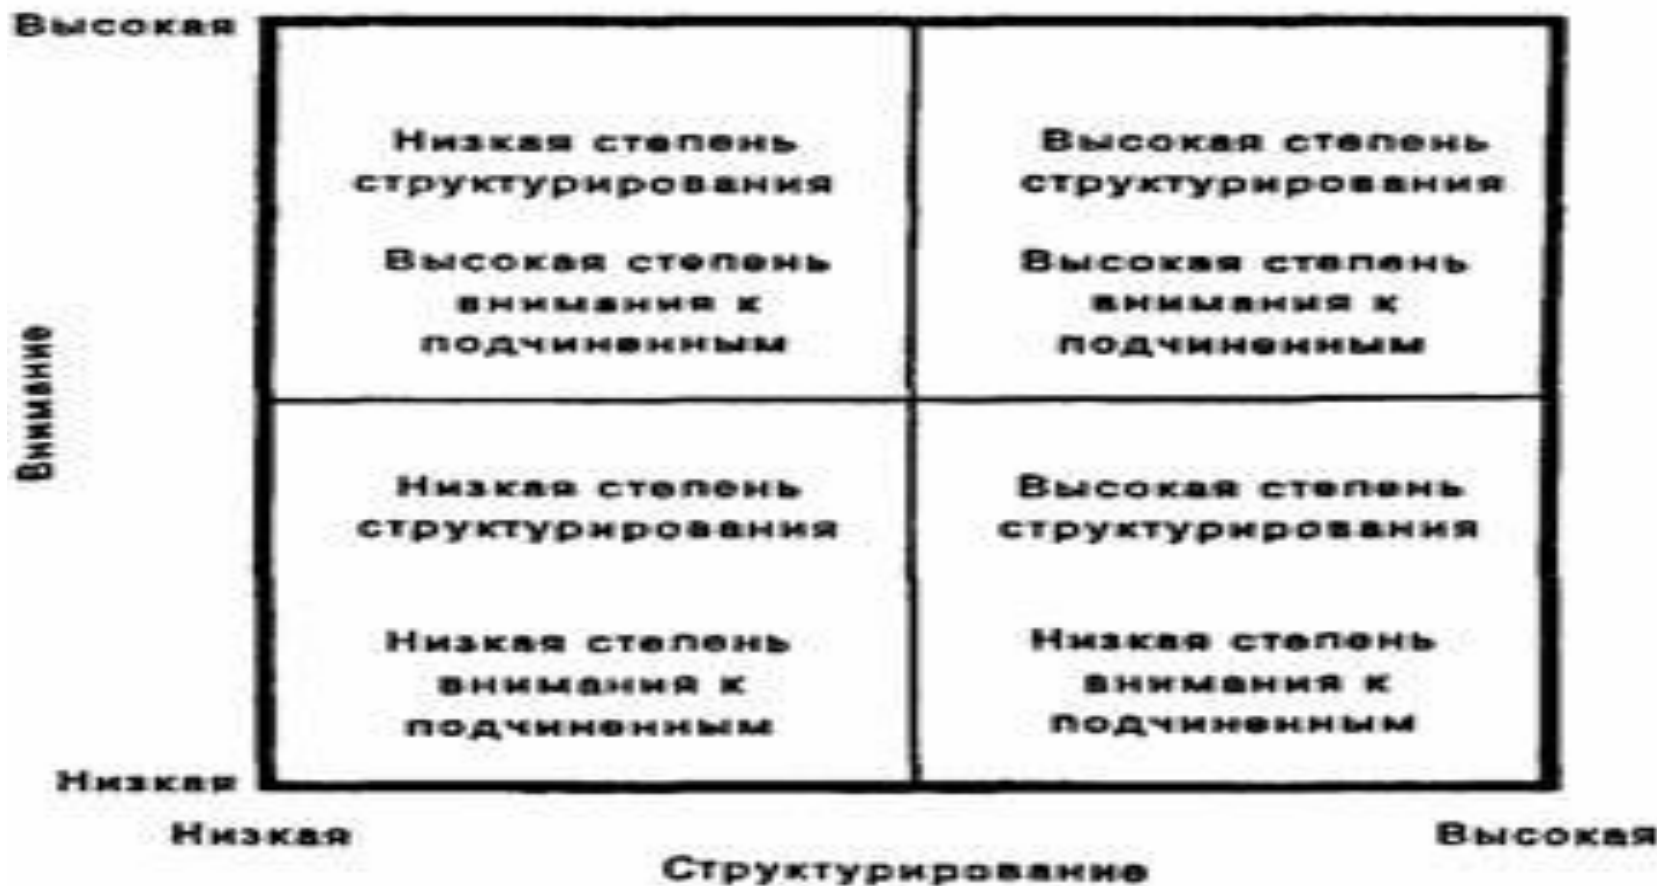 Высокая
Низкая степень
структурирования
Высокая степень
внимания к
подчиненным
Высокая степень
структурирования
Высокая степень
внимания к
подчиненным
Внимание
Низкая степень
структурирования
Низкая степень
внимания к
подчиненным
Высокая степень
структурирования
Низкая степень
внимания к
подчиненным
Низкая
Низкая
Высокая
Структурирование